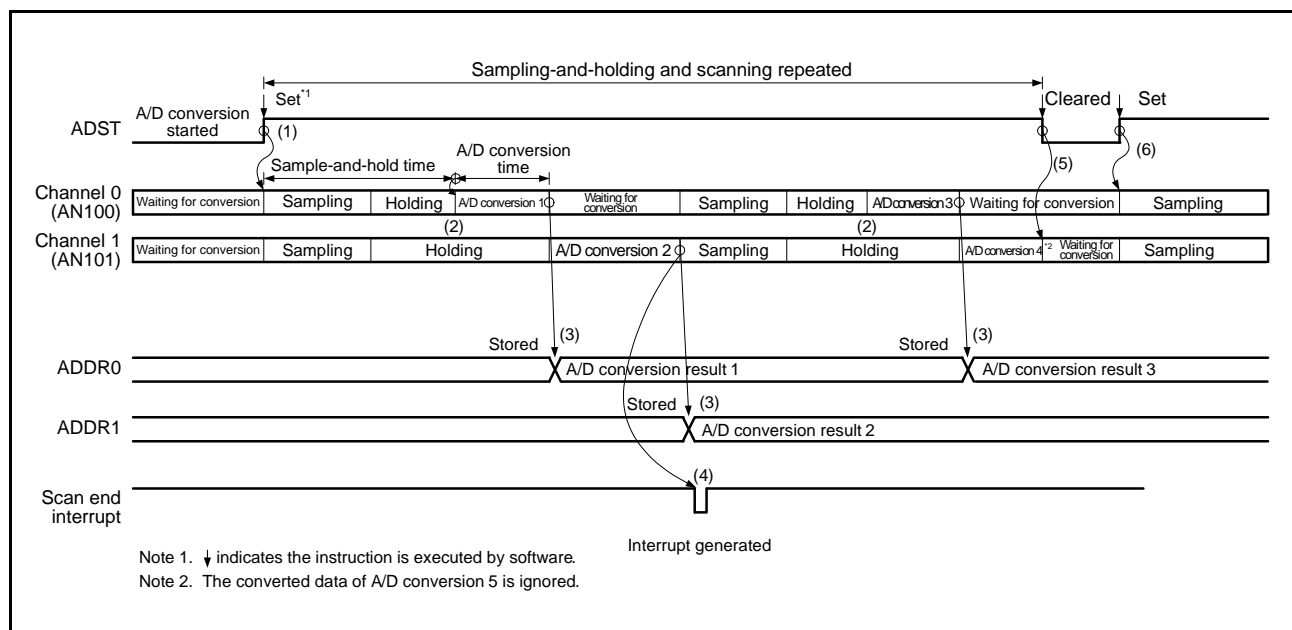 Sampling-and-holding and scanning repeated
Set*1
Cleared
Set
A/D conversion
started
ADST
(1)
(5)
(6)
A/D conversion
time
Sample-and-hold time
Channel 0
(AN100)
Waiting for conversion
Sampling
Holding
A/D conversion 1
Waiting for
conversion
Sampling
Holding
A/D conversion 3
Waiting for conversion
Sampling
(2)
(2)
Channel 1
(AN101)
Waiting for conversion
Sampling
Holding
A/D conversion 2
Sampling
Holding
A/D conversion 4
*2
Waiting for
conversion
Sampling
Stored
(3)
Stored
(3)
ADDR0
A/D conversion result 1
A/D conversion result 3
Stored
(3)
ADDR1
A/D conversion result 2
(4)
Scan end
interrupt
Interrupt generated
Note 1. ↓ indicates the instruction is executed by software.
Note 2. The converted data of A/D conversion 5 is ignored.